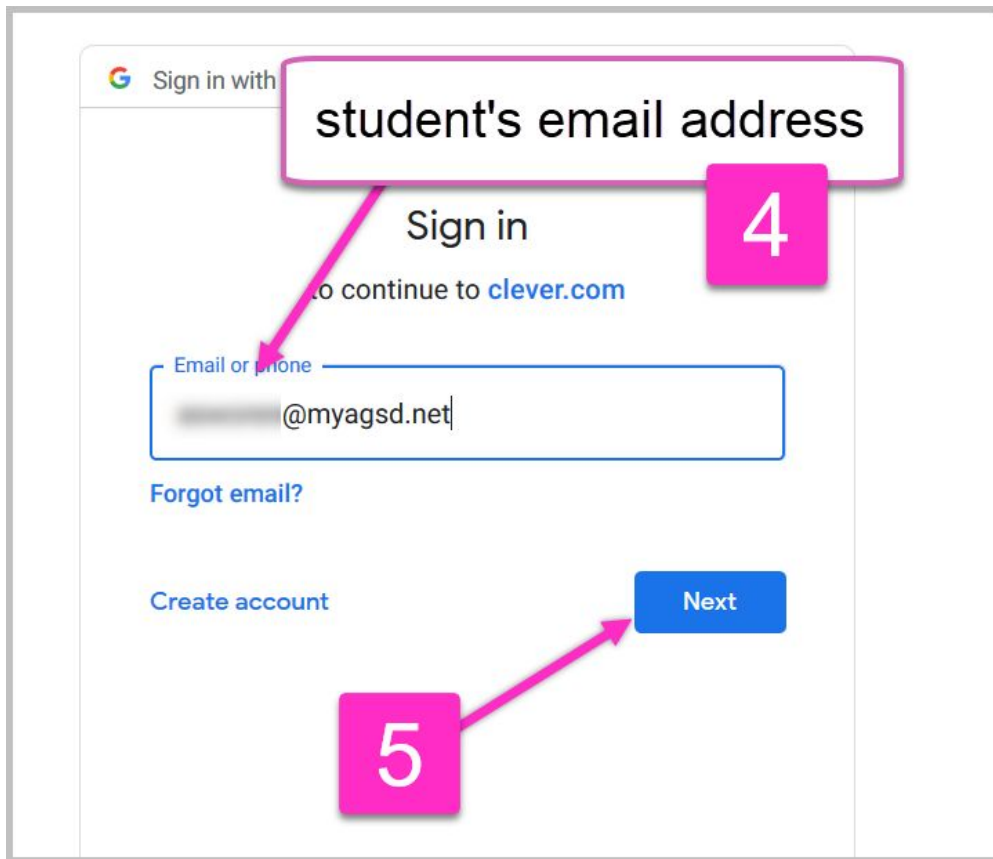 Sign in with
student's email address
4
Sign in
to continue to clever.com
Email or phone
@myagsd.net
Forgot email?
Create account
Next
5